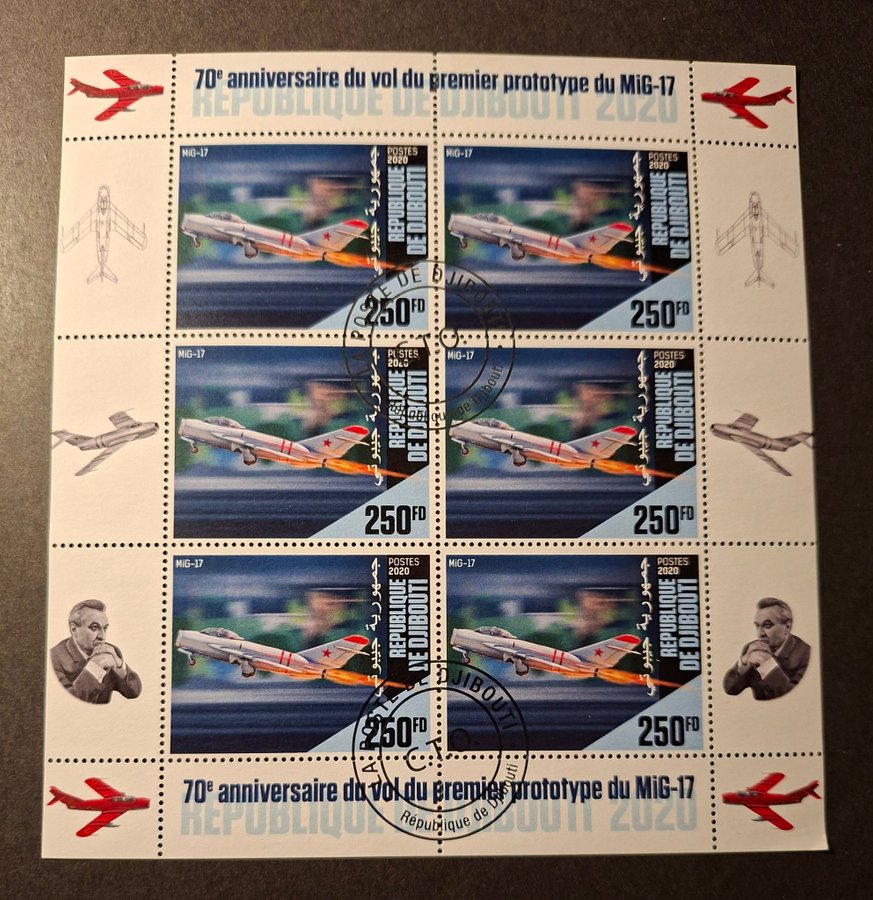 70e anniversaire du vol du premier prototype du MiG-17
REPUBLIQUE DE DJIBOUTI 2020
MiG-17
POSTES
2020
جمهورية جيبوتي
REPUBLIQUE
DE DJIBOUTI
250FD
MiG-17
POSTES
2020
جمهورية جيبوتي
REPUBLIQUE
DE DJIBOUTI
250FD
LA POSTE DE DJIBOUTI
C.T.O.
République de Djibouti
MiG-17
POSTES
2020
جمهورية جيبوتي
REPUBLIQUE
DE DJIBOUTI
250FD
MiG-17
POSTES
2020
جمهورية جيبوتي
REPUBLIQUE
DE DJIBOUTI
250FD
MiG-17
POSTES
2020
جمهورية جيبوتي
REPUBLIQUE
DE DJIBOUTI
250FD
MiG-17
POSTES
2020
جمهورية جيبوتي
REPUBLIQUE
DE DJIBOUTI
250FD
LA POSTE DE DJIBOUTI
C.T.O.
République de Djibouti
70e anniversaire du vol du premier prototype du MiG-17
REPUBLIQUE DE DJIBOUTI 2020